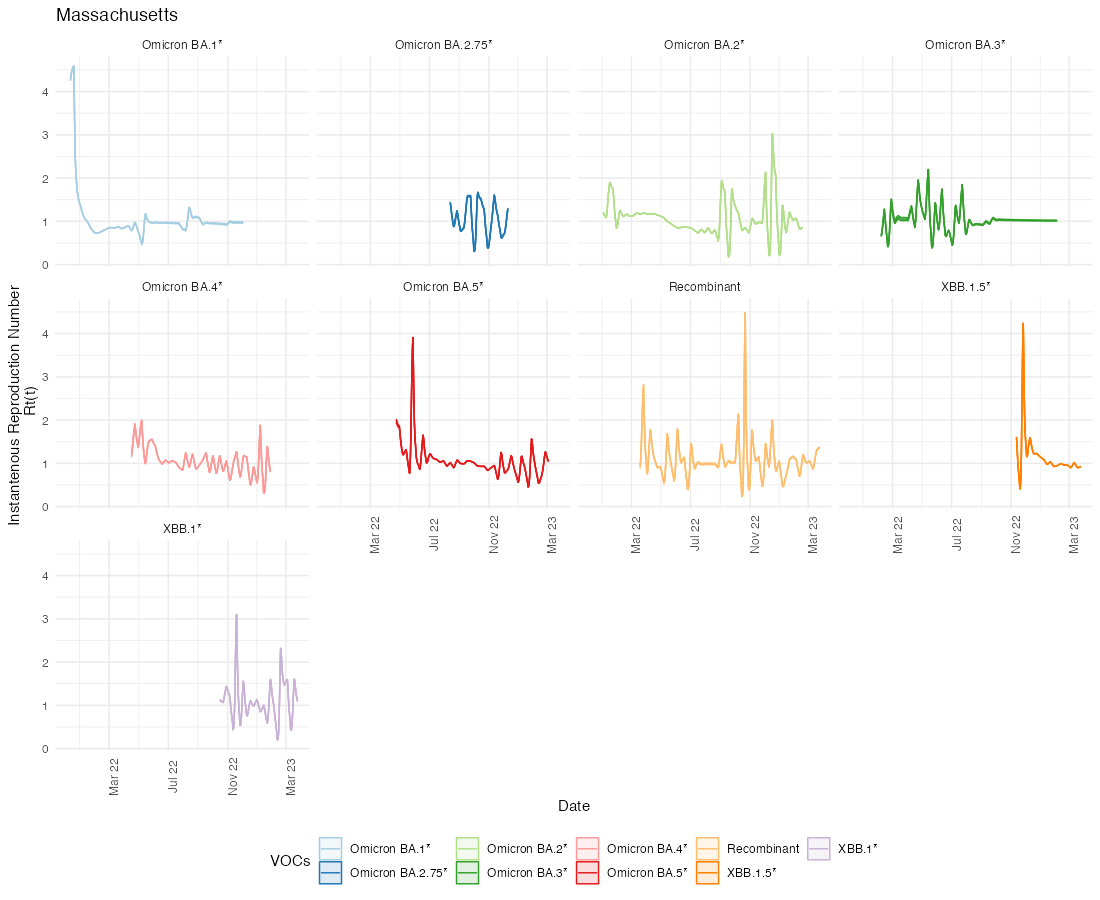 Massachusetts
Omicron BA.1*
Omicron BA.2.75*
Omicron BA.2*
Omicron BA.3*
4
3
2
1
0
Omicron BA.4*
Omicron BA.5*
Recombinant
XBB.1.5*
4
3
2
1
0
Mar 22
Jul 22
Nov 22
Mar 23
Mar 22
Jul 22
Nov 22
Mar 23
Mar 22
Jul 22
Nov 22
Mar 23
XBB.1*
4
3
2
1
0
Mar 22
Jul 22
Nov 22
Mar 23
Instantenous Reproduction Number
Rt(t)
Date
VOCs
Omicron BA.1*
Omicron BA.2*
Omicron BA.4*
Recombinant
XBB.1*
Omicron BA.2.75*
Omicron BA.3*
Omicron BA.5*
XBB.1.5*